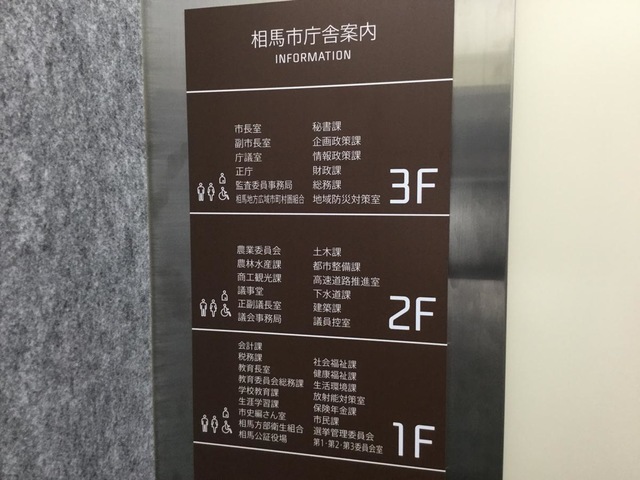 相馬市庁舎案内
INFORMATION
市長室
副市長室
庁議室
正庁
監査委員事務局
相馬地方広域市町村圏組合
秘書課
企画政策課
情報政策課
財政課
総務課
地域防災対策室
3F
農業委員会
農林水産課
商工観光課
議事堂
正副議長室
議会事務局
土木課
都市整備課
高速道路推進室
下水道課
建築課
議員控室
2F
会計課
税務課
教育長室
教育委員会総務課
学校教育課
生涯学習課
市史編さん室
相馬方部衛生組合
相馬公証役場
社会福祉課
健康福祉課
生活環境課
放射能対策室
保険年金課
市民課
選挙管理委員会
第1・第2・第3委員会室
1F